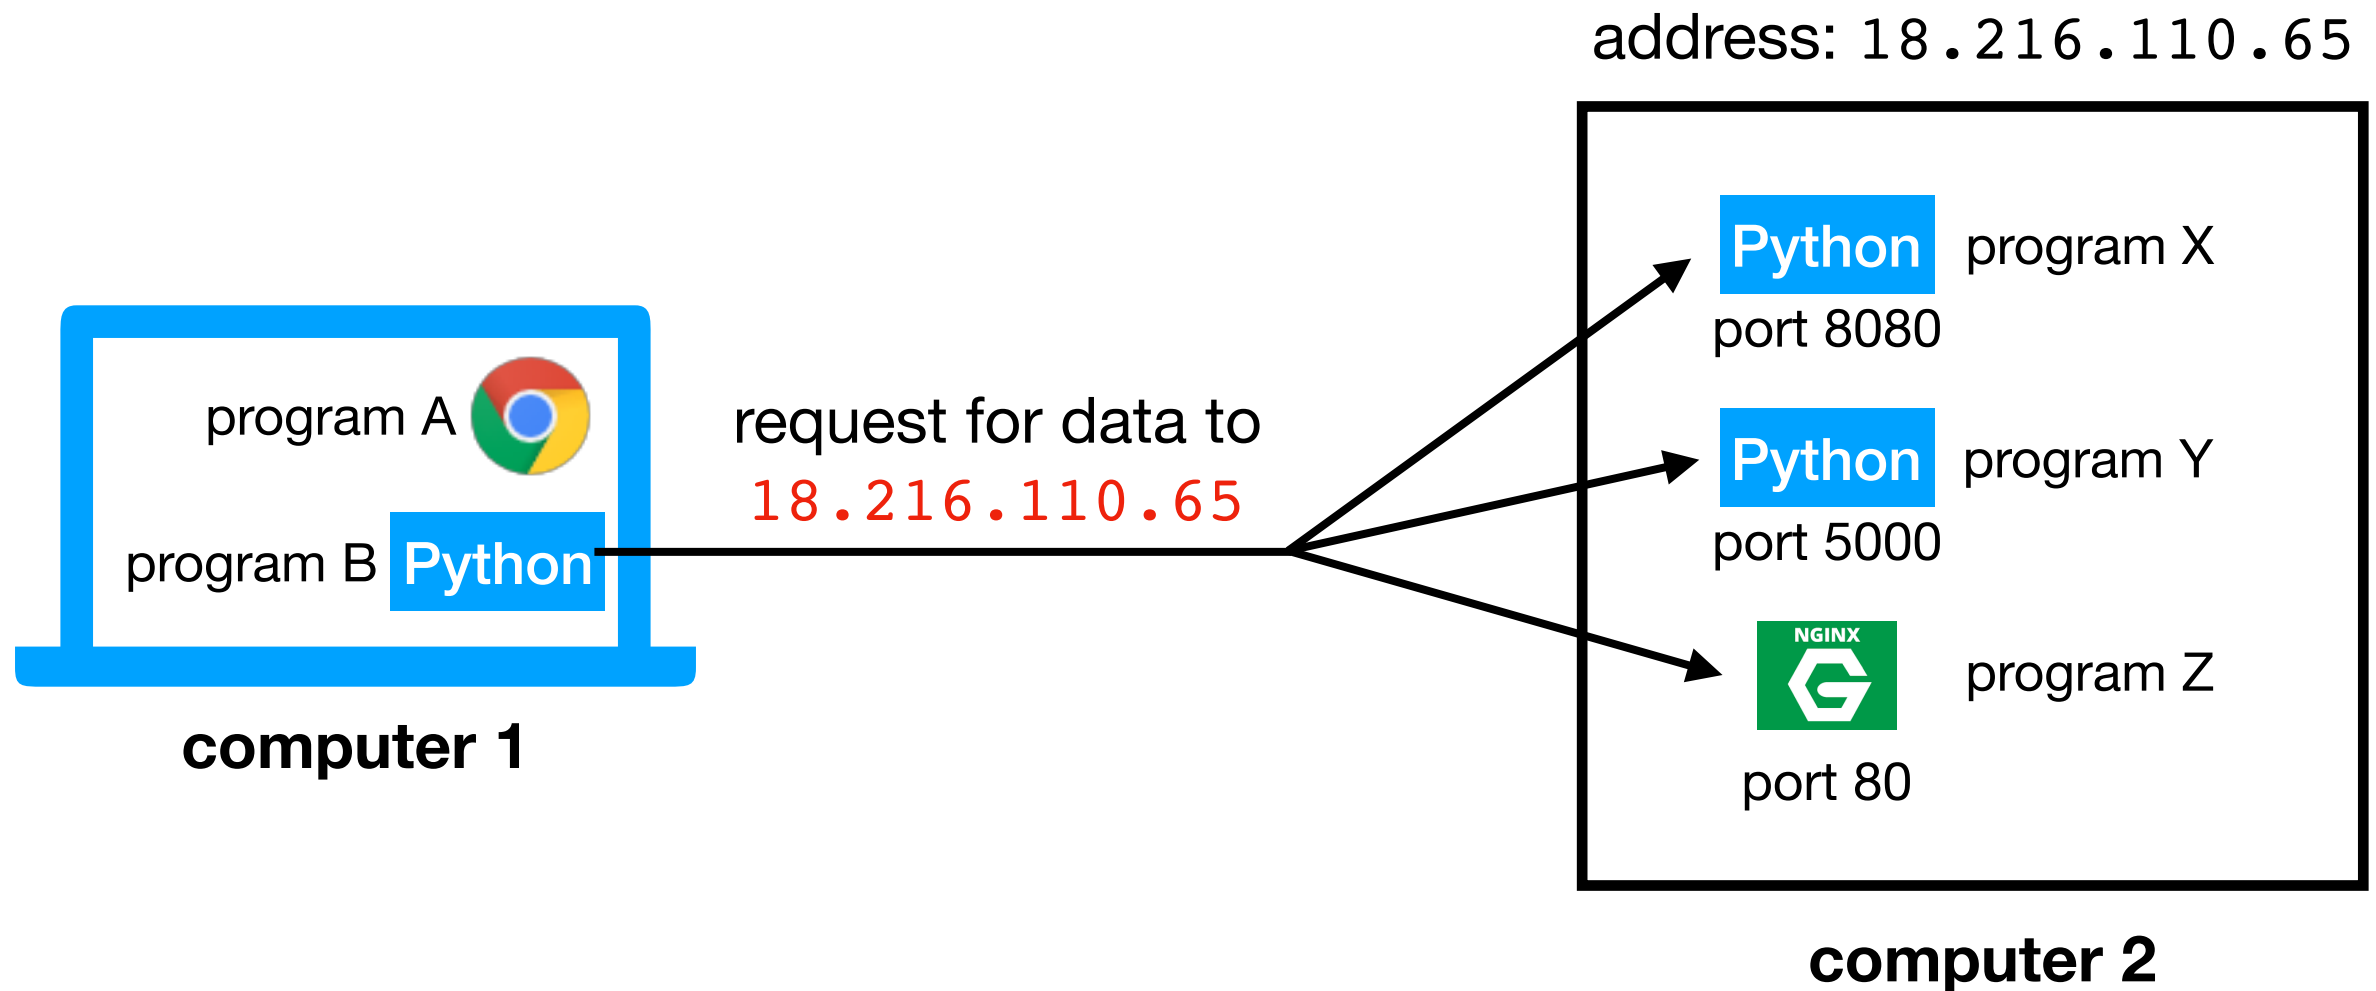 address: 18.216.110.65
Python program X
port 8080
program A
request for data to
18.216.110.65
Python program Y
port 5000
program B Python
NGINX
program Z
port 80
computer 1
computer 2